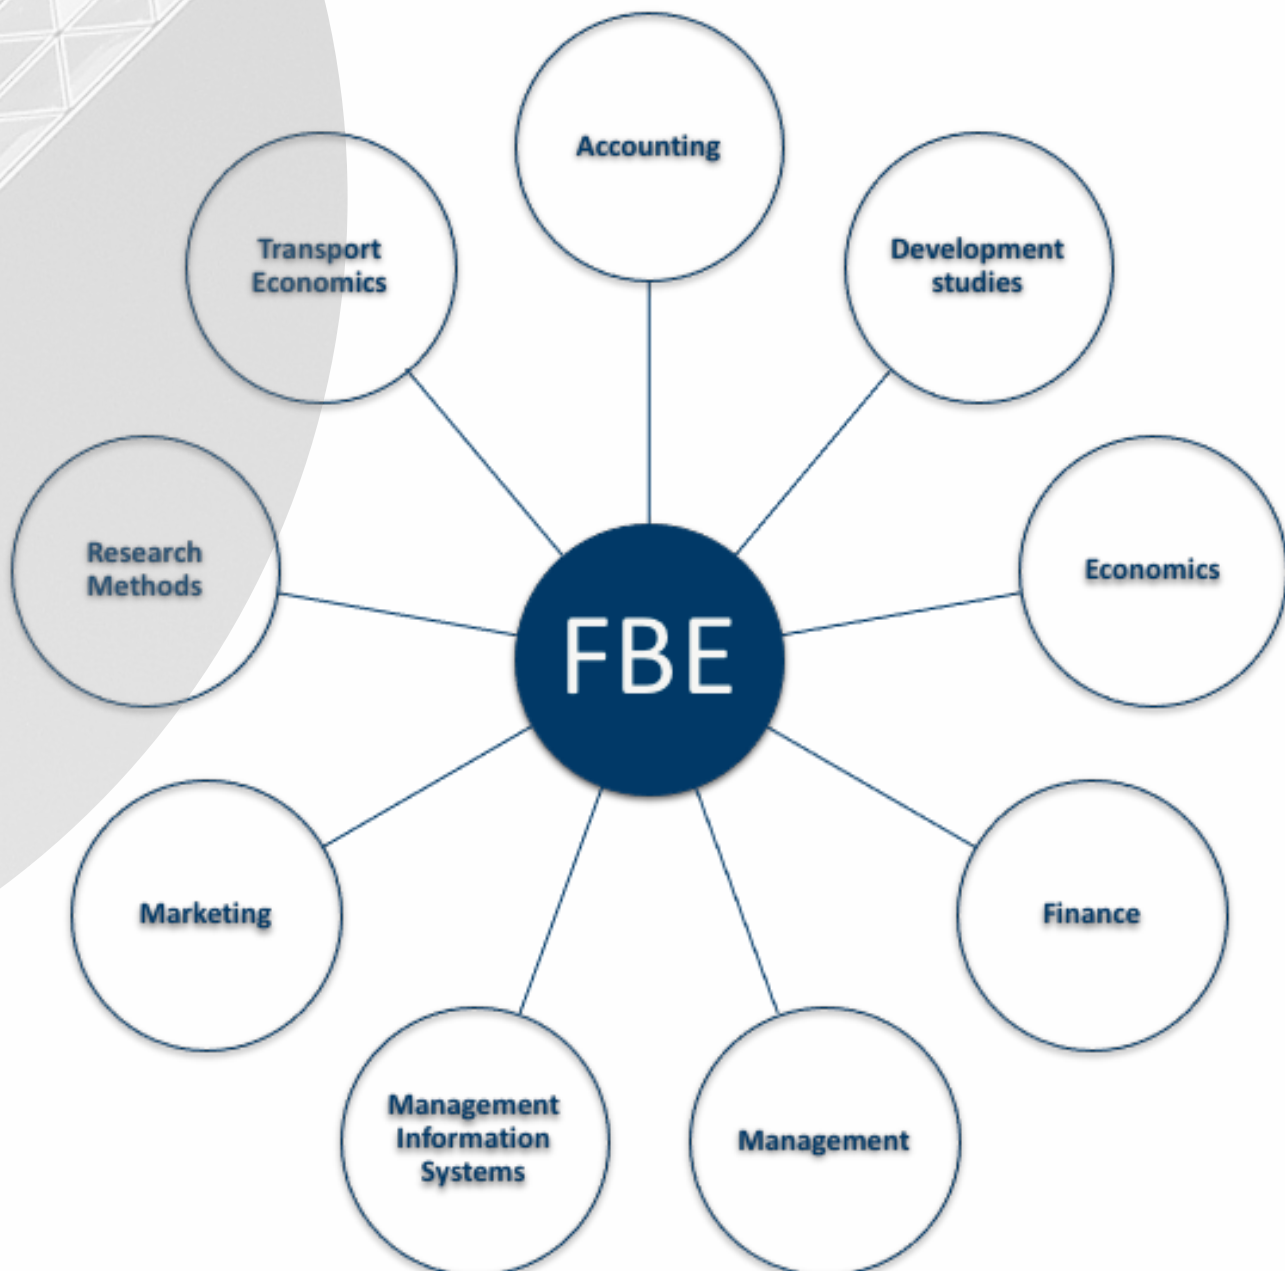 Accounting
Development
studies
Economics
Finance
Management
Management
Information
Systems
Marketing
Research
Methods
Transport
Economics
FBE